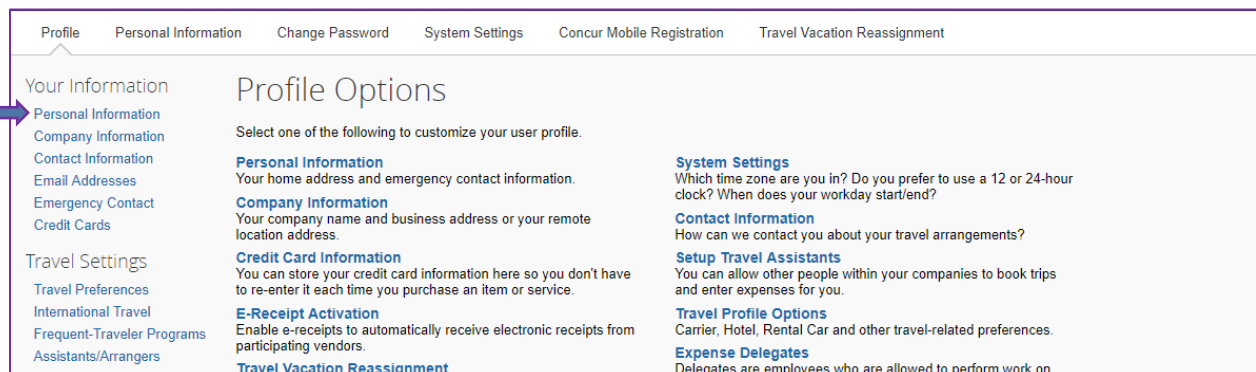 Profile Personal Information Change Password System Settings Concur Mobile Registration Travel Vacation Reassignment
Your Information
Personal Information
Company Information
Contact Information
Email Addresses
Emergency Contact
Credit Cards
Travel Settings
Travel Preferences
International Travel
Frequent-Traveler Programs
Assistants/Arrangers
Profile Options
Select one of the following to customize your user profile.
Personal Information
Your home address and emergency contact information.
Company Information
Your company name and business address or your remote
location address.
Credit Card Information
You can store your credit card information here so you don't have
to re-enter it each time you purchase an item or service.
E-Receipt Activation
Enable e-receipts to automatically receive electronic receipts from
participating vendors.
Travel Vacation Reassignment
System Settings
Which time zone are you in? Do you prefer to use a 12 or 24-hour
clock? When does your workday start/end?
Contact Information
How can we contact you about your travel arrangements?
Setup Travel Assistants
You can allow other people within your companies to book trips
and enter expenses for you.
Travel Profile Options
Carrier, Hotel, Rental Car and other travel-related preferences.
Expense Delegates
Delegates are employees who are allowed to perform work on